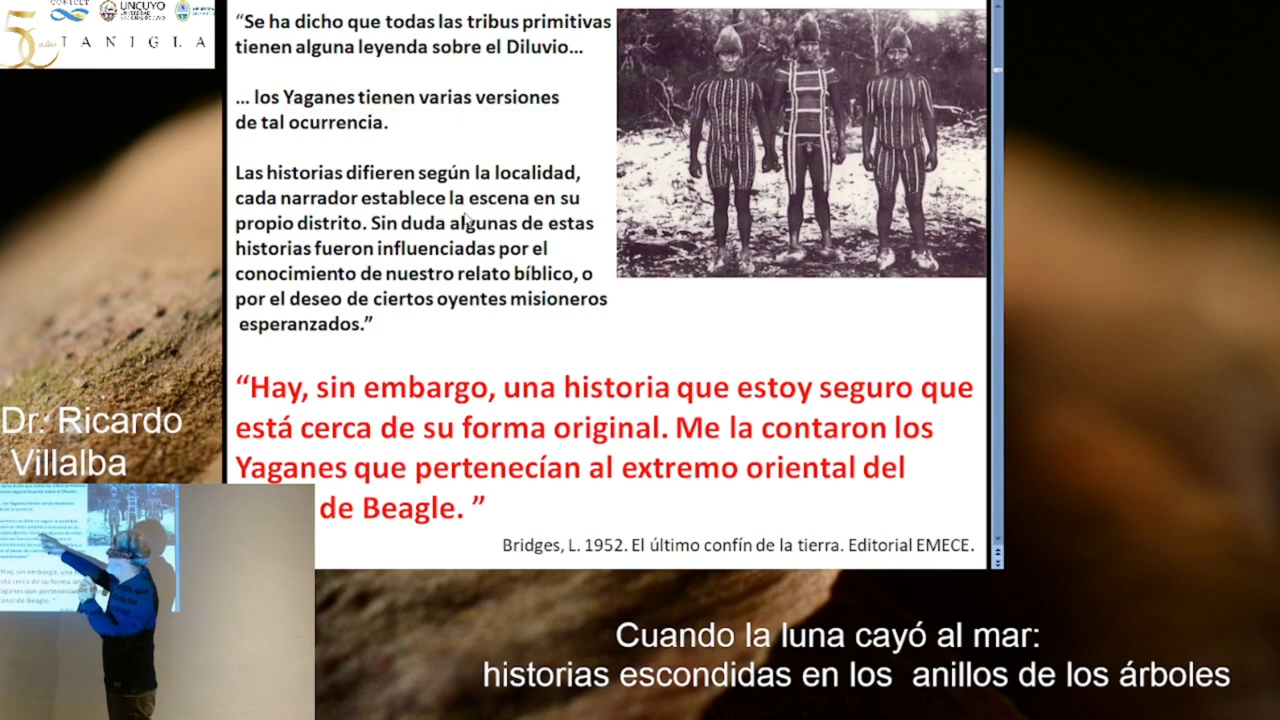 CONICET
UNCUYO
50 años
IANIGLA
“Se ha dicho que todas las tribus primitivas
tienen alguna leyenda sobre el Diluvio...
... los Yaganes tienen varias versiones
de tal ocurrencia.
Las historias difieren según la localidad,
cada narrador establece la escena en su
propio distrito. Sin duda algunas de estas
historias fueron influenciadas por el
conocimiento de nuestro relato bíblico, o
por el deseo de ciertos oyentes misioneros
esperanzados.”
“Hay, sin embargo, una historia que estoy seguro que
está cerca de su forma original. Me la contaron los
Yaganes que pertenecían al extremo oriental del
de Beagle. ”
Bridges, L. 1952. El último confín de la tierra. Editorial EMECE.
Dr. Ricardo
Villalba
Cuando la luna cayó al mar:
historias escondidas en los anillos de los árboles